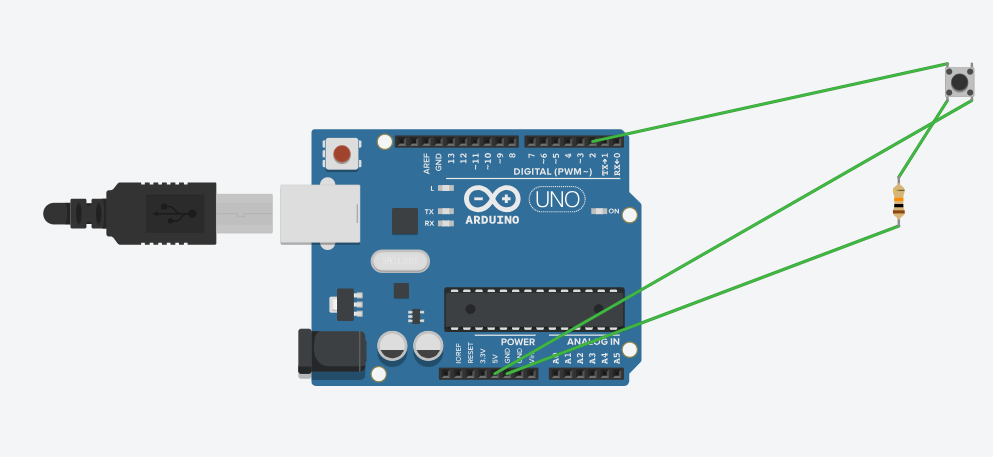 AREF
GND
13
12
~11
~10
~9
8
7
~6
~5
4
~3
2
TX→1
RX←0
DIGITAL (PWM~)
L
TX
RX
ARDUINO
UNO
ON
POWER
ANALOG IN
IOREF
RESET
3.3V
5V
GND
GND
Vin
A0
A1
A2
A3
A4
A5